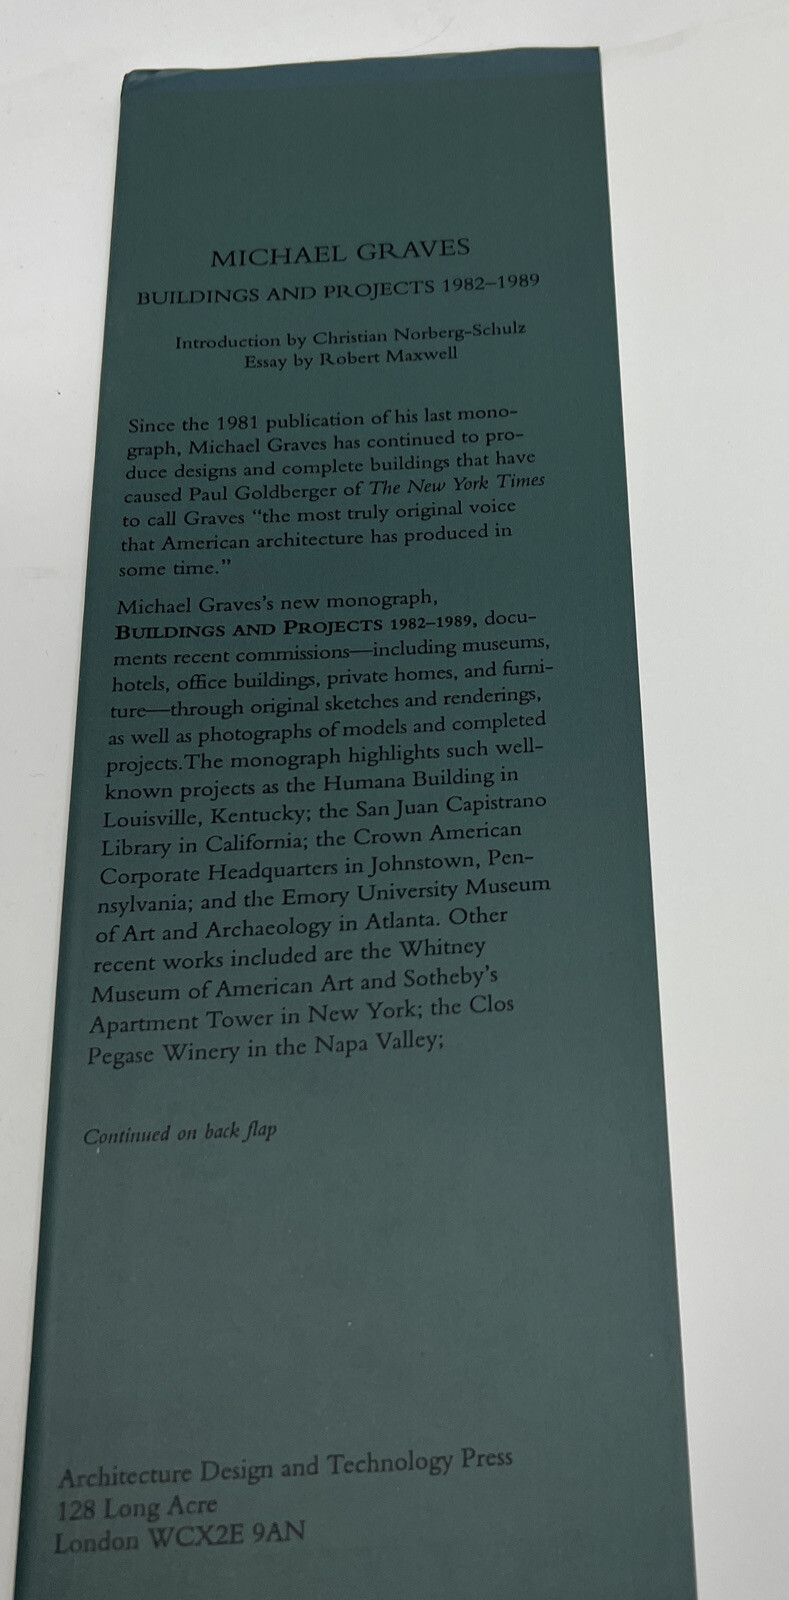 MICHAEL GRAVES
BUILDINGS AND PROJECTS 1982–1989
Introduction by Christian Norberg-Schulz
Essay by Robert Maxwell
Since the 1981 publication of his last mono-
graph, Michael Graves has continued to pro-
duce designs and complete buildings that have
caused Paul Goldberger of The New York Times
to call Graves “the most truly original voice
that American architecture has produced in
some time.”
Michael Graves’s new monograph,
BUILDINGS AND PROJECTS 1982–1989, docu-
ments recent commissions—including museums,
hotels, office buildings, private homes, and furni-
ture—through original sketches and renderings,
as well as photographs of models and completed
projects.The monograph highlights such well-
known projects as the Humana Building in
Louisville, Kentucky; the San Juan Capistrano
Library in California; the Crown American
Corporate Headquarters in Johnstown, Pen-
nsylvania; and the Emory University Museum
of Art and Archaeology in Atlanta. Other
recent works included are the Whitney
Museum of American Art and Sotheby’s
Apartment Tower in New York; the Clos
Pegase Winery in the Napa Valley;
Continued on back flap
Architecture Design and Technology Press
128 Long Acre
London WCX2E 9AN